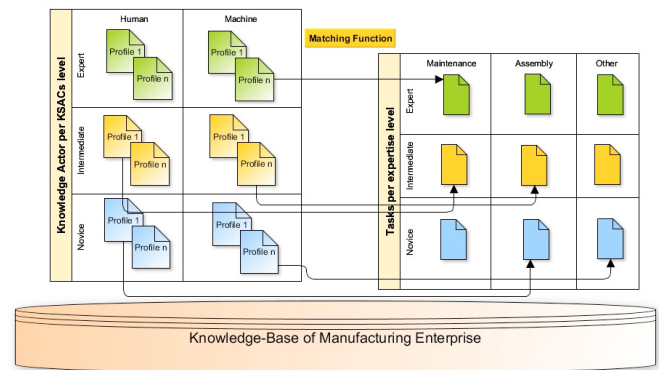 Human
Machine
Knowledge Actor per KSACs level
Expert
Profile 1
Profile n
Profile 1
Profile n
Intermediate
Profile 1
Profile n
Profile 1
Profile n
Novice
Profile 1
Profile n
Profile 1
Profile n
Matching Function
Maintenance
Assembly
Other
Tasks per expertise level
Expert
Intermediate
Novice
Knowledge-Base of Manufacturing Enterprise